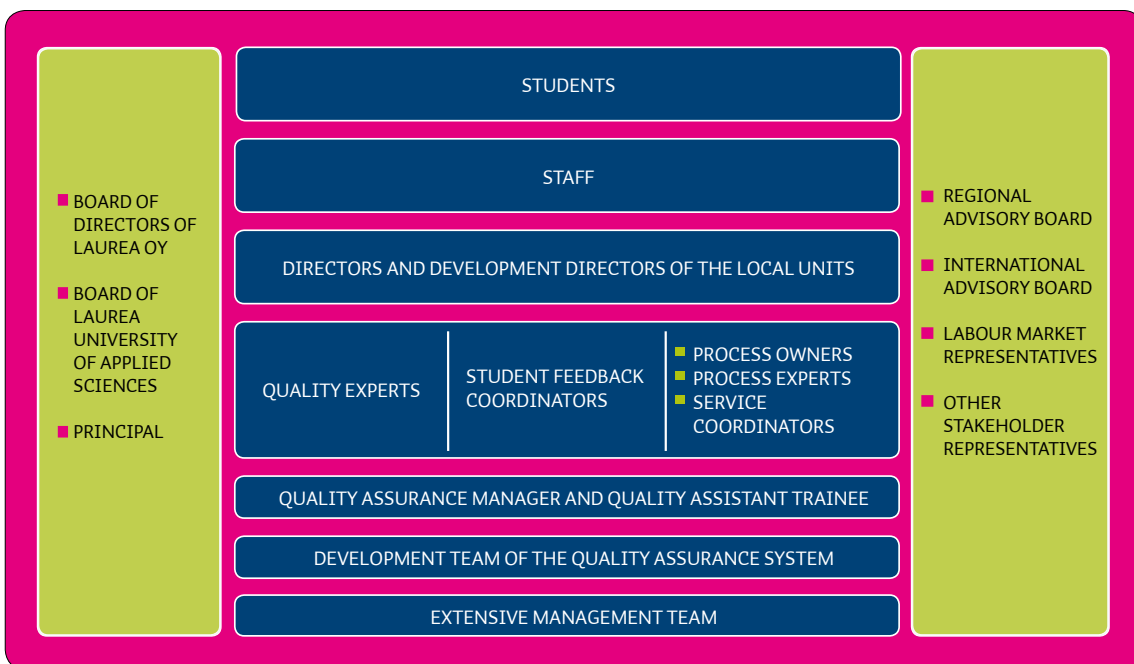 BOARD OF
DIRECTORS OF
LAUREA OY
BOARD OF
LAUREA
UNIVERSITY
OF APPLIED
SCIENCES
PRINCIPAL
STUDENTS
STAFF
DIRECTORS AND DEVELOPMENT DIRECTORS OF THE LOCAL UNITS
QUALITY EXPERTS
STUDENT FEEDBACK
COORDINATORS
PROCESS OWNERS
PROCESS EXPERTS
SERVICE
COORDINATORS
QUALITY ASSURANCE MANAGER AND QUALITY ASSISTANT TRAINEE
DEVELOPMENT TEAM OF THE QUALITY ASSURANCE SYSTEM
EXTENSIVE MANAGEMENT TEAM
REGIONAL
ADVISORY BOARD
INTERNATIONAL
ADVISORY BOARD
LABOUR MARKET
REPRESENTATIVES
OTHER
STAKEHOLDER
REPRESENTATIVES